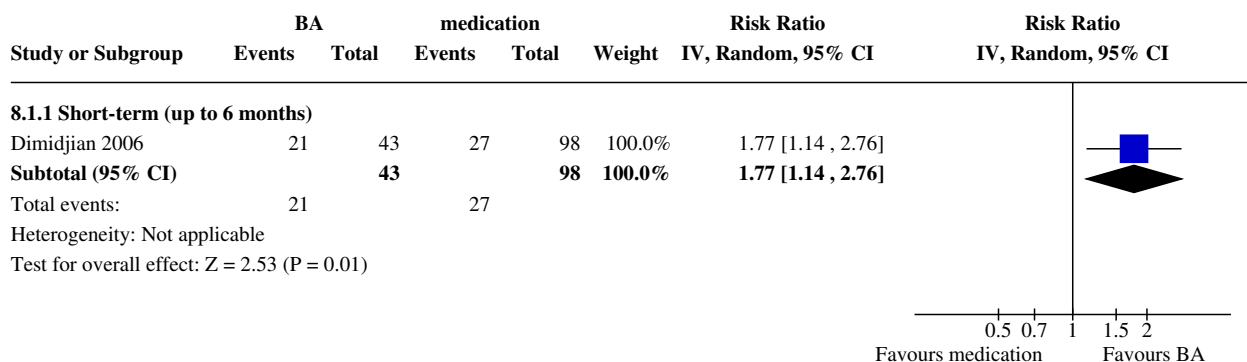 BA medication Risk Ratio Risk Ratio
Study or Subgroup Events Total Events Total Weight IV, Random, 95% CI IV, Random, 95% CI
8.1.1 Short-term (up to 6 months)
Dimidjian 2006 21 43 27 98 100.0% 1.77 [1.14 , 2.76]
Subtotal (95% CI) 43 98 100.0% 1.77 [1.14 , 2.76]
Total events: 21 27
Heterogeneity: Not applicable
Test for overall effect: Z = 2.53 (P = 0.01)
0.5 0.7 1 1.5 2
Favours medication Favours BA